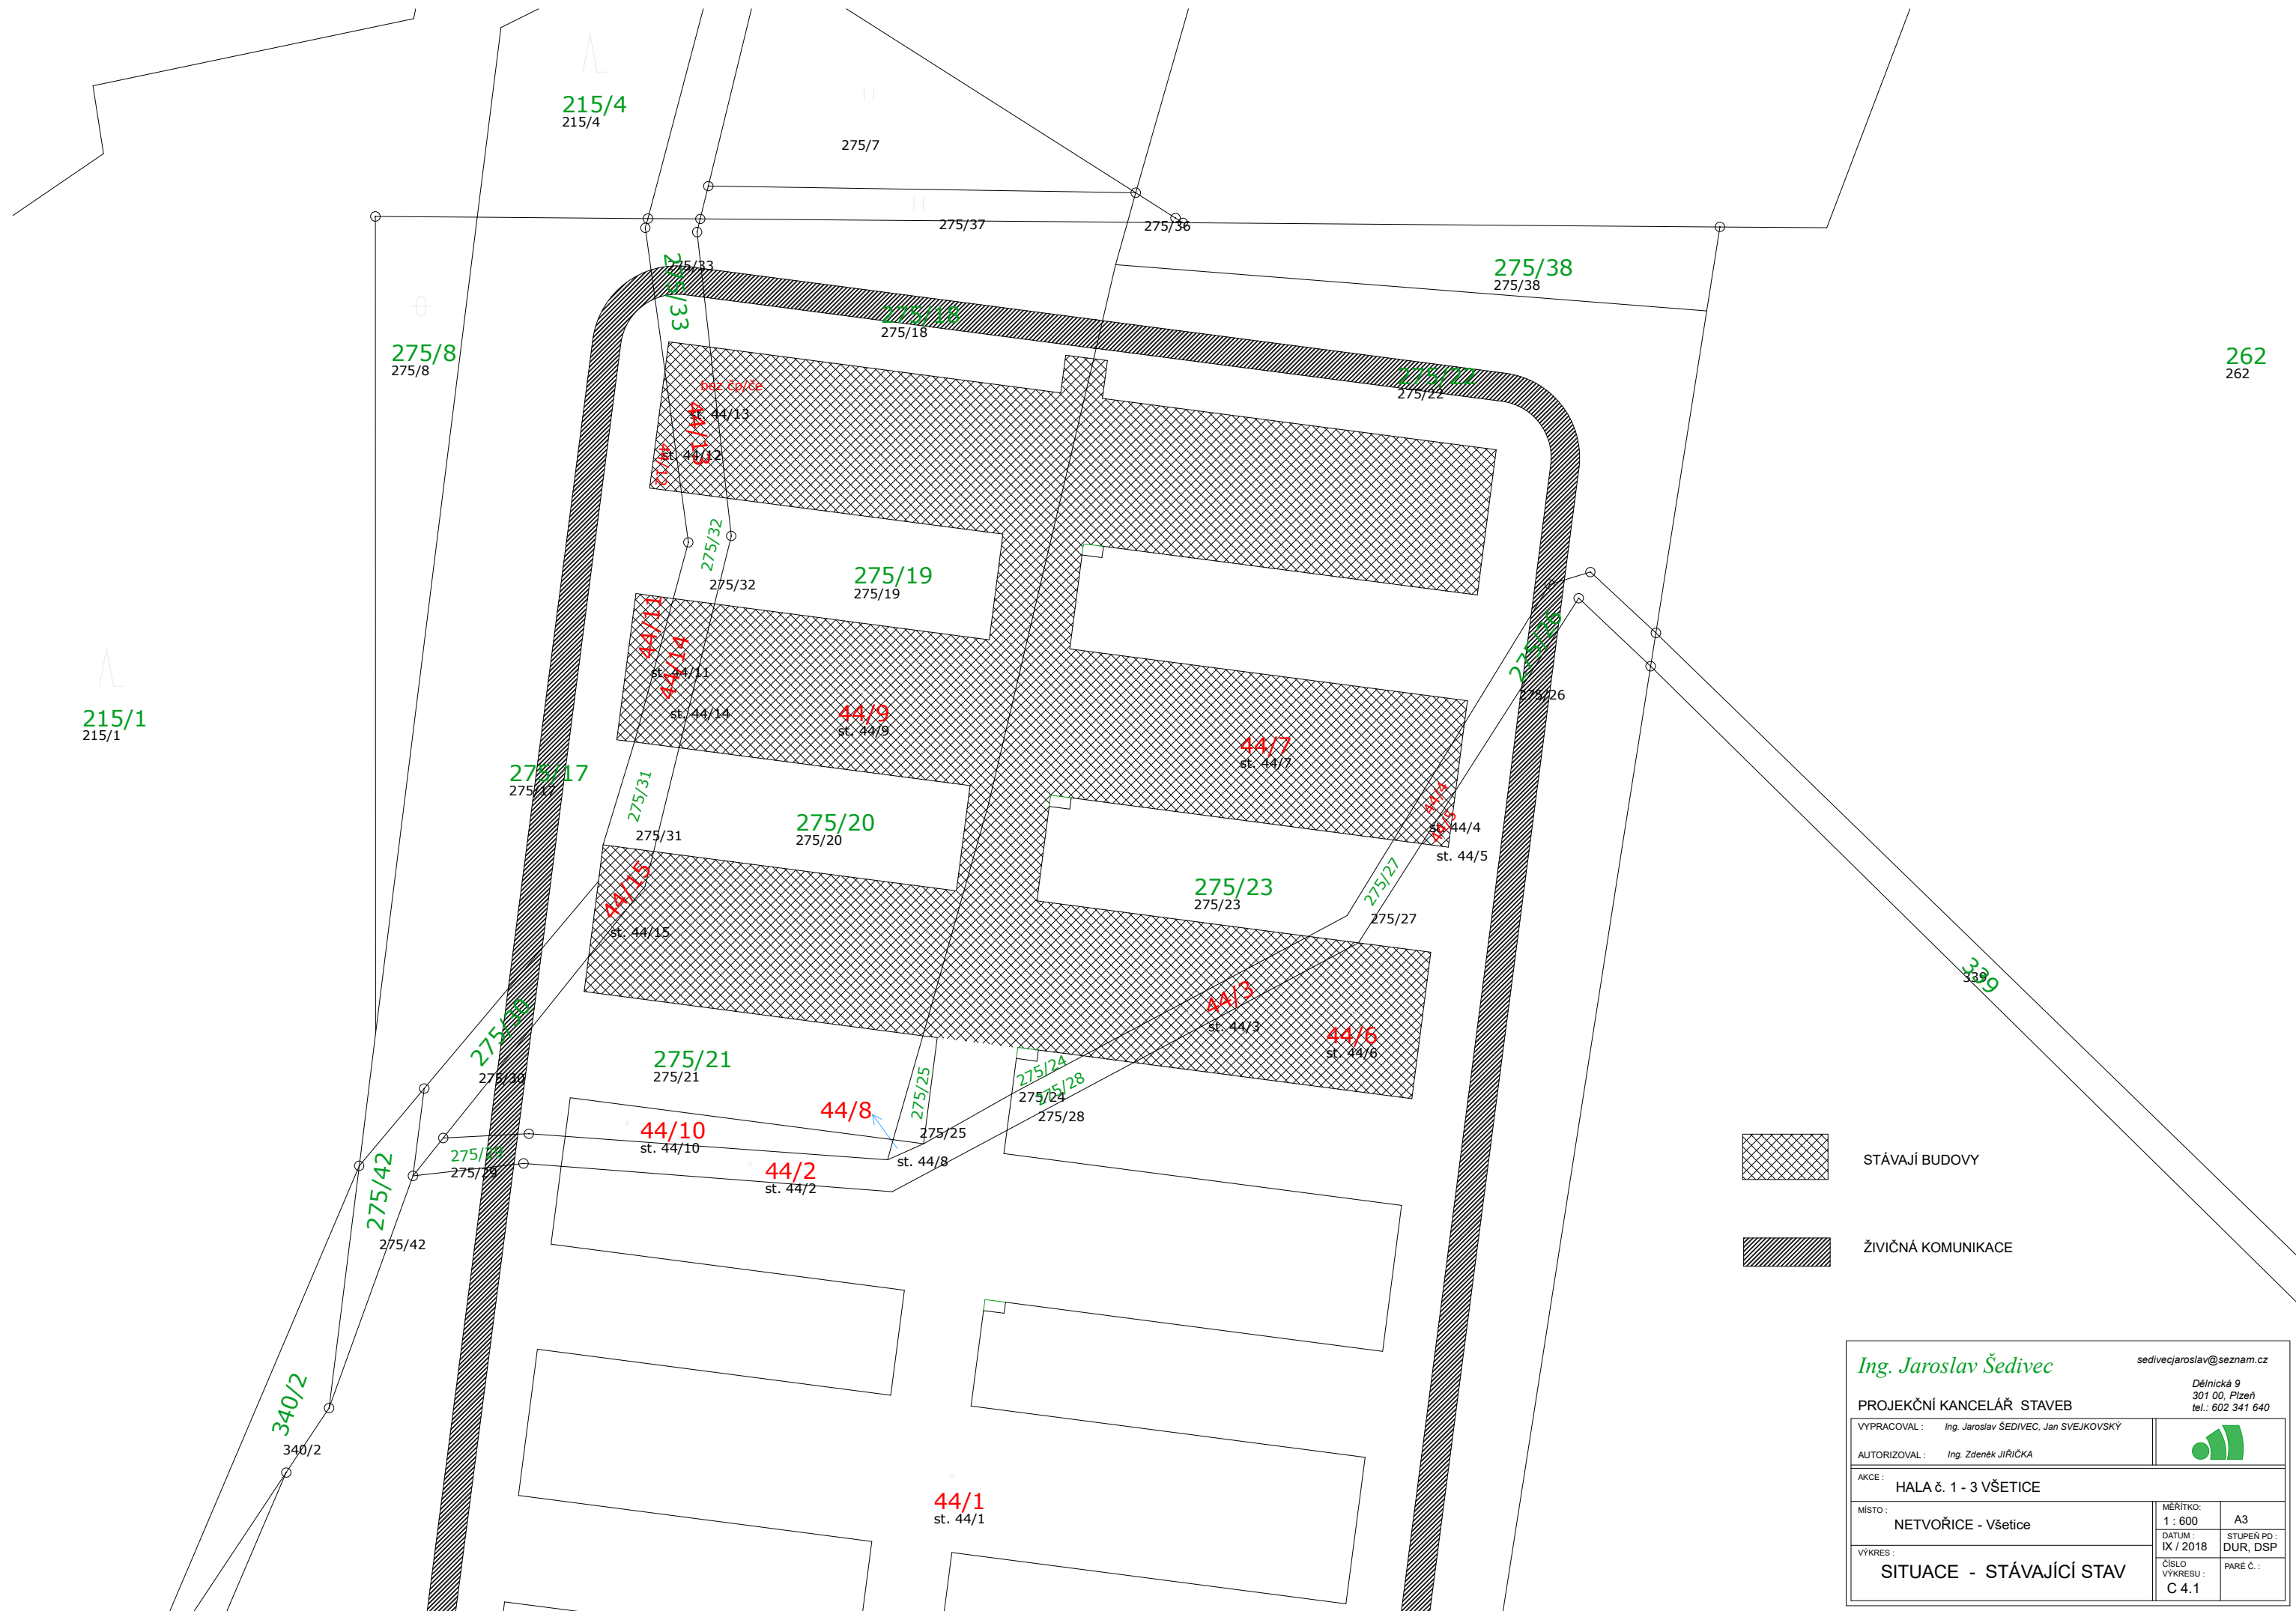 215/4
215/4
275/7
275/37
275/36
275/33
275/33
275/38
275/38
275/18
275/18
275/8
275/8
262
262
275/22
275/22
bez čp/če
st. 44/13
44/13
st. 44/12
44/12
275/32
275/32
275/19
275/19
44/11
st. 44/11
44/14
st. 44/14
275/26
275/26
215/1
215/1
44/9
st. 44/9
44/7
st. 44/7
275/17
275/17
275/31
275/31
275/20
275/20
44/4
44/5
st. 44/4
st. 44/5
44/15
st. 44/15
275/23
275/23
275/27
275/27
339
339
44/3
st. 44/3
44/6
st. 44/6
275/30
275/30
275/21
275/21
275/25
275/25
275/24
275/24
275/28
275/28
44/8
st. 44/8
44/10
st. 44/10
275/29
275/29
44/2
st. 44/2
275/42
275/42
340/2
340/2
44/1
st. 44/1
STÁVAJÍ BUDOVY
ŽIVIČNÁ KOMUNIKACE
Ing. Jaroslav Šedivec
sedivecjaroslav@seznam.cz
Dělnická 9
301 00, Plzeň
tel.: 602 341 640
PROJEKČNÍ KANCELÁŘ STAVEB
VYPRACOVAL : Ing. Jaroslav ŠEDIVEC, Jan SVEJKOVSKÝ
AUTORIZOVAL : Ing. Zdeněk JIŘIČKA
AKCE :
HALA č. 1 - 3 VŠETICE
MÍSTO :
NETVOŘICE - Všetice
MĚŘÍTKO:
1 : 600
A3
DATUM :
IX / 2018
STUPEŇ PD :
DUR, DSP
VÝKRES :
SITUACE - STÁVAJÍCÍ STAV
ČÍSLO
VÝKRESU :
C 4.1
PARÉ Č. :